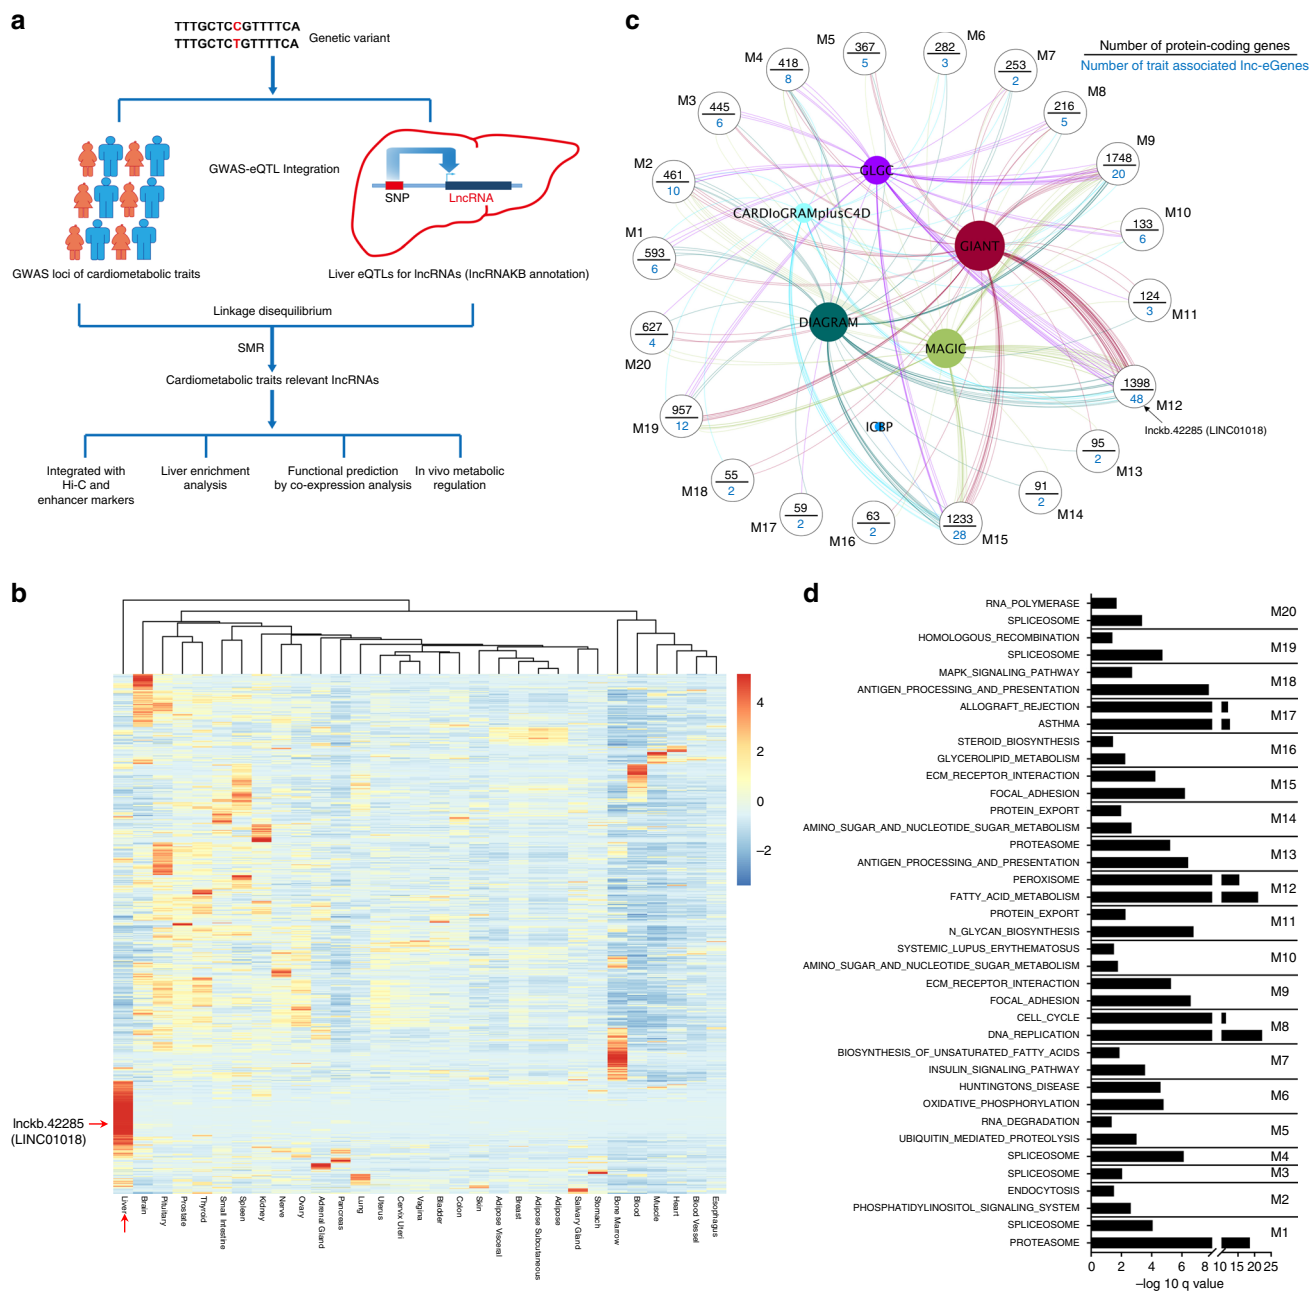 a
TTTGCTCCGTTTTCA
TTTGCTCTGTTTTCA
Genetic variant
GWAS-eQTL Integration
SNP
LncRNA
GWAS loci of cardiometabolic traits
Liver eQTLs for lncRNAs (lncRNAKB annotation)
Linkage disequilibrium
SMR
Cardiometabolic traits relevant lncRNAs
Integrated with
Hi-C and
enhancer markers
Liver enrichment
analysis
Functional prediction
by co-expression analysis
In vivo metabolic
regulation
c
Number of protein-coding genes
Number of trait associated lnc-eGenes
M5
367
5
M6
282
3
M4
418
8
M7
253
2
M3
445
6
M8
216
5
M2
461
10
M9
1748
20
M1
593
6
M10
133
6
M20
627
4
M11
124
3
M19
957
12
M12
1398
48
lnckb.42285 (LINC01018)
M18
55
2
M13
95
2
M17
59
2
M14
91
2
M16
63
2
M15
1233
28
GLGC
CARDIoGRAMplusC4D
GIANT
DIAGRAM
MAGIC
ICBP
b
4
2
0
−2
lnckb.42285
(LINC01018)
Liver
Brain
Pituitary
Prostate
Thyroid
Small Intestine
Spleen
Kidney
Nerve
Ovary
Adrenal Gland
Pancreas
Lung
Uterus
Cervix Uteri
Vagina
Bladder
Colon
Skin
Adipose Visceral
Breast
Adipose Subcutaneous
Adipose
Salivary Gland
Stomach
Bone Marrow
Blood
Muscle
Heart
Blood Vessel
Esophagus
d
RNA_POLYMERASE
SPLICEOSOME
M20
HOMOLOGOUS_RECOMBINATION
SPLICEOSOME
M19
MAPK_SIGNALING_PATHWAY
ANTIGEN_PROCESSING_AND_PRESENTATION
M18
ALLOGRAFT_REJECTION
ASTHMA
M17
STEROID_BIOSYNTHESIS
GLYCEROLIPID_METABOLISM
M16
ECM_RECEPTOR_INTERACTION
FOCAL_ADHESION
M15
PROTEIN_EXPORT
AMINO_SUGAR_AND_NUCLEOTIDE_SUGAR_METABOLISM
M14
PROTEASOME
ANTIGEN_PROCESSING_AND_PRESENTATION
M13
PEROXISOME
FATTY_ACID_METABOLISM
M12
PROTEIN_EXPORT
N_GLYCAN_BIOSYNTHESIS
M11
SYSTEMIC_LUPUS_ERYTHEMATOSUS
AMINO_SUGAR_AND_NUCLEOTIDE_SUGAR_METABOLISM
M10
ECM_RECEPTOR_INTERACTION
FOCAL_ADHESION
M9
CELL_CYCLE
DNA_REPLICATION
M8
BIOSYNTHESIS_OF_UNSATURATED_FATTY_ACIDS
INSULIN_SIGNALING_PATHWAY
M7
HUNTINGTONS_DISEASE
OXIDATIVE_PHOSPHORYLATION
M6
RNA_DEGRADATION
UBIQUITIN_MEDIATED_PROTEOLYSIS
M5
SPLICEOSOME
M4
SPLICEOSOME
M3
ENDOCYTOSIS
PHOSPHATIDYLINOSITOL_SIGNALING_SYSTEM
M2
SPLICEOSOME
PROTEASOME
M1
0 2 4 6 8 10 15 20 25
−log 10 q value